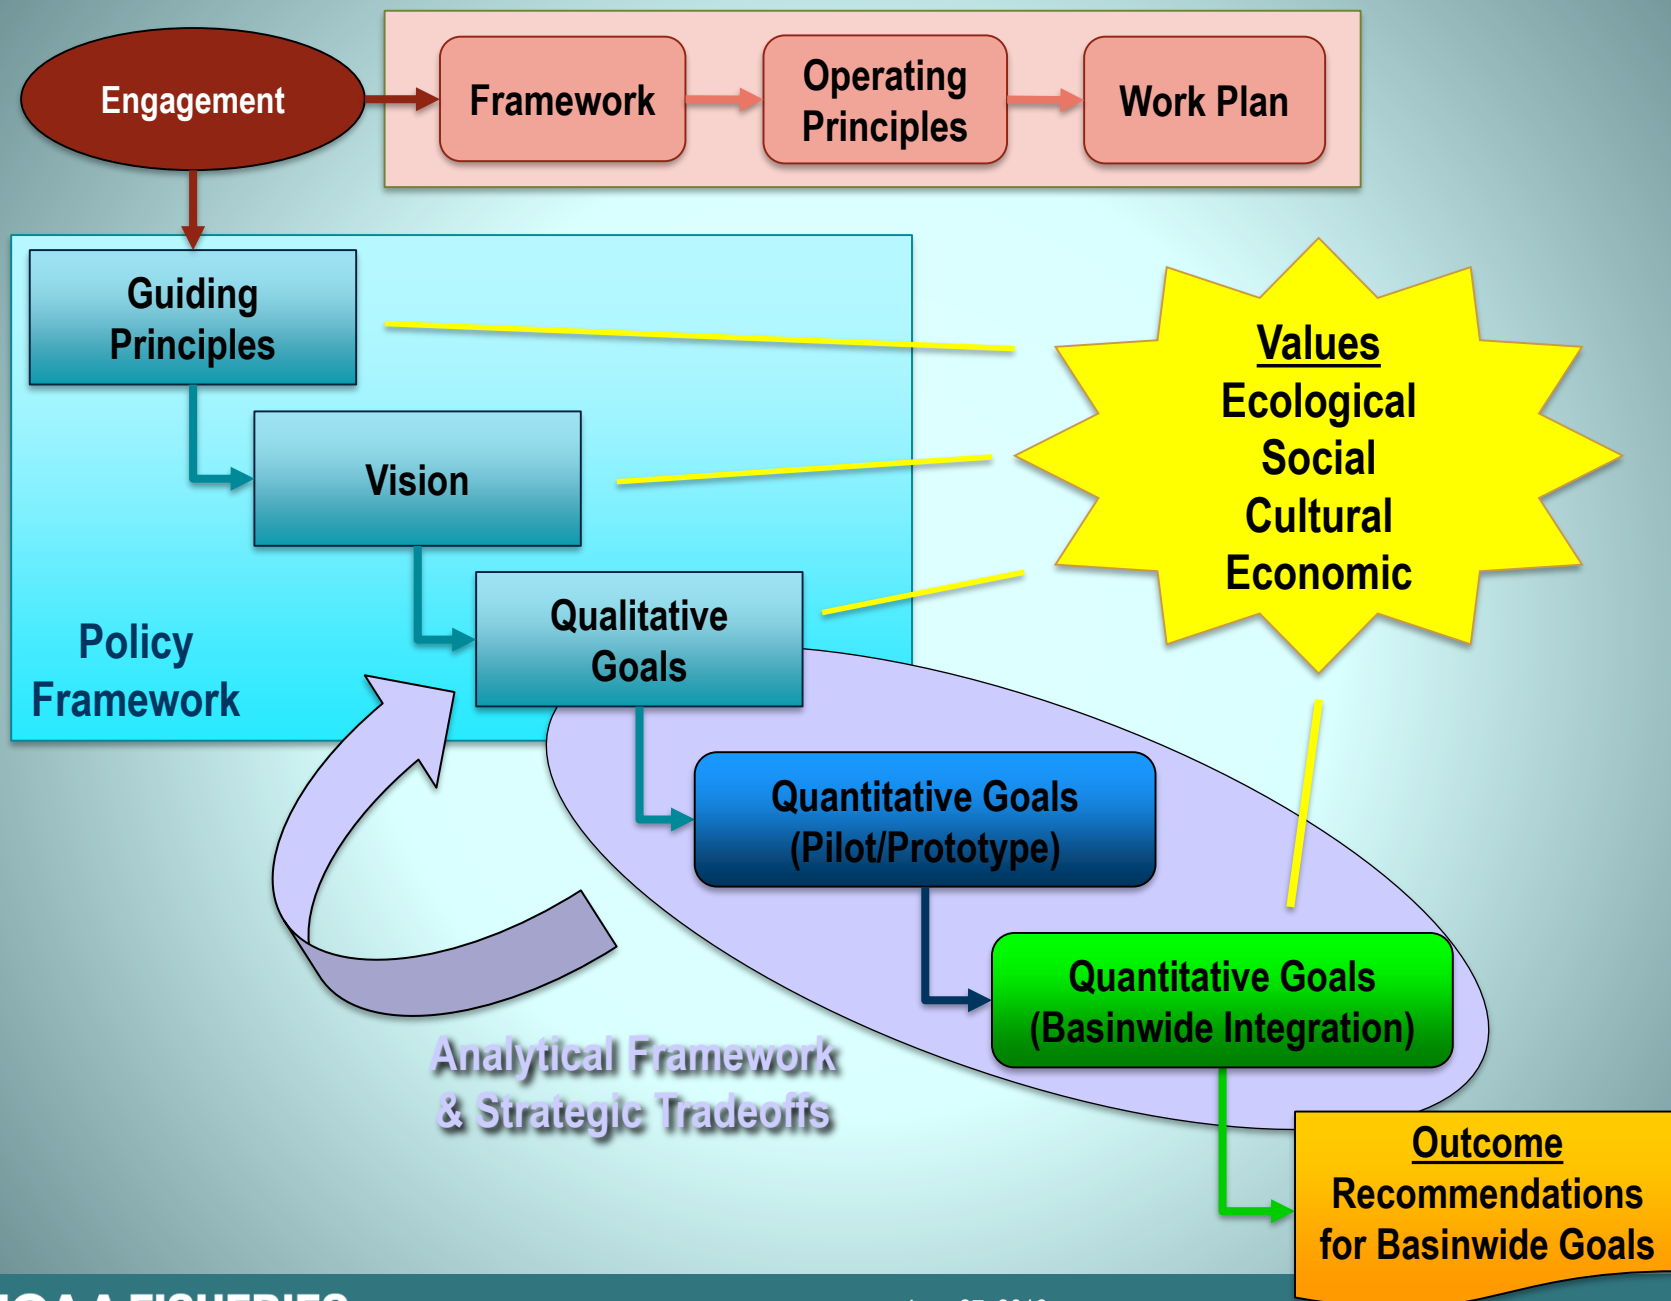 Engagement
Framework
Operating
Principles
Work Plan
Guiding
Principles
Vision
Qualitative
Goals
Policy
Framework
Values
Ecological
Social
Cultural
Economic
Quantitative Goals
(Pilot/Prototype)
Quantitative Goals
(Basinwide Integration)
Analytical Framework
& Strategic Tradeoffs
Outcome
Recommendations
for Basinwide Goals